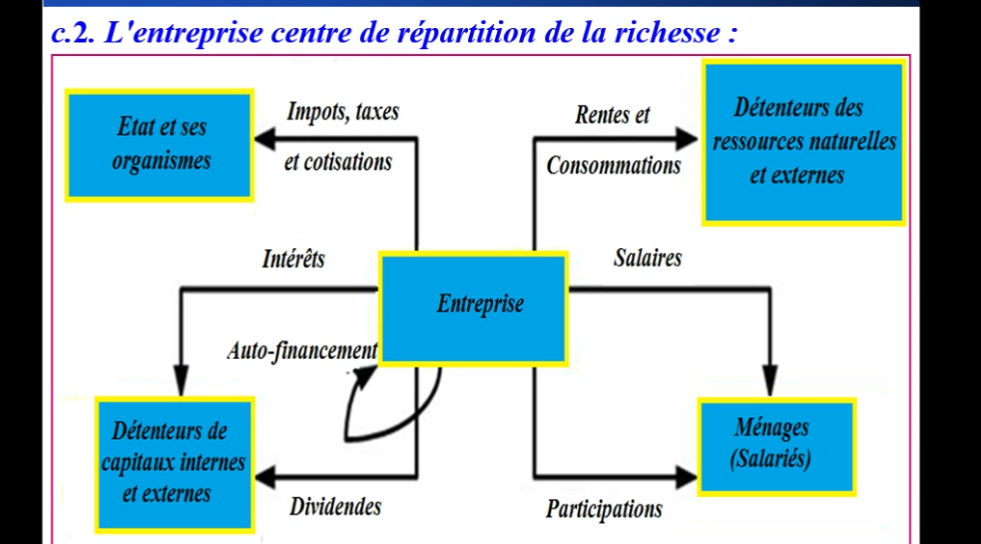 c.2. L'entreprise centre de répartition de la richesse :
Impots, taxes
et cotisations
Etat et ses
organismes
Rentes et
Consommations
Détenteurs des
ressources naturelles
et externes
Intérêts
Salaires
Entreprise
Auto-financement
Détenteurs de
capitaux internes
et externes
Dividendes
Ménages
(Salariés)
Participations